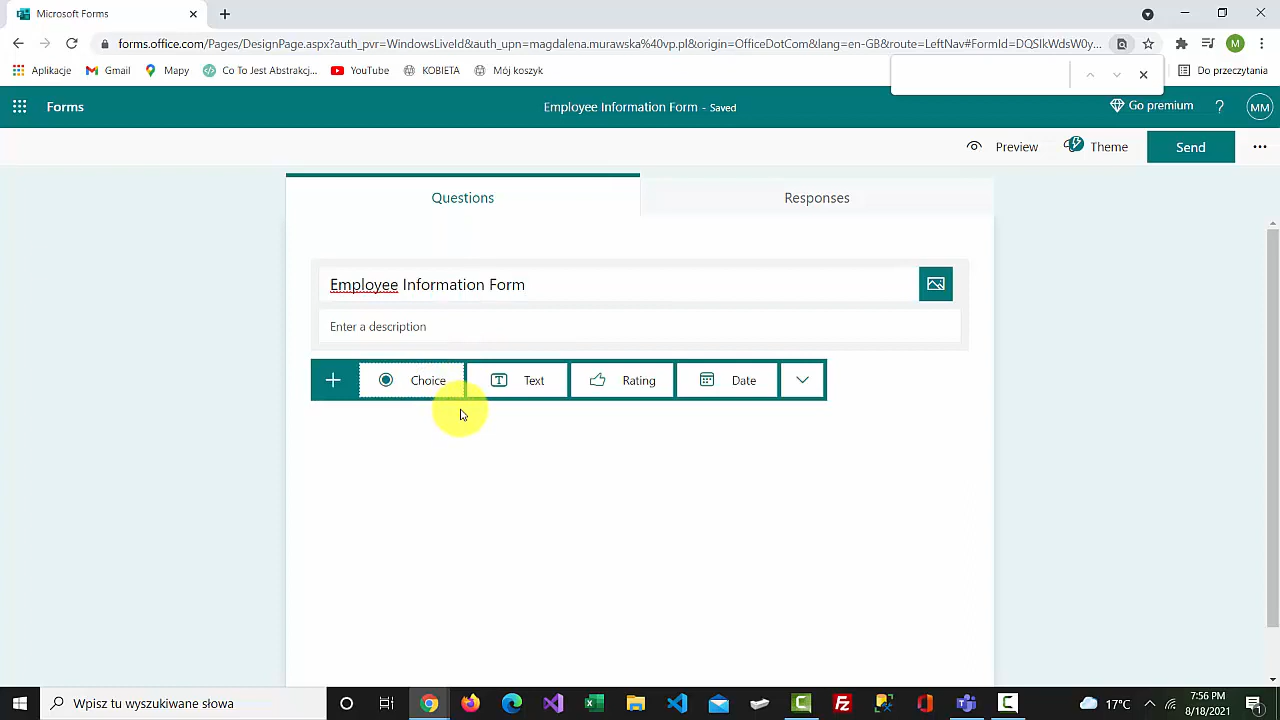 Microsoft Forms
forms.office.com/Pages/DesignPage.aspx?auth_pvr=WindowsLiveId&auth_upn=magdalena.murawska%40vp.pl&origin=OfficeDotCom&lang=en-GB&route=LeftNav#FormId=DQSIkWdsW0y...
M
Aplikacje
Gmail
Mapy
Co To Jest Abstrakcj...
YouTube
KOBIETA
Mój koszyk
Do przeczytania
Forms
Employee Information Form - Saved
Go premium
?
MM
Preview
Theme
Send
Questions
Responses
Employee Information Form
Enter a description
Choice
Text
Rating
Date
Wpisz tu wyszukiwane słowa
17°C
7:56 PM
8/18/2021